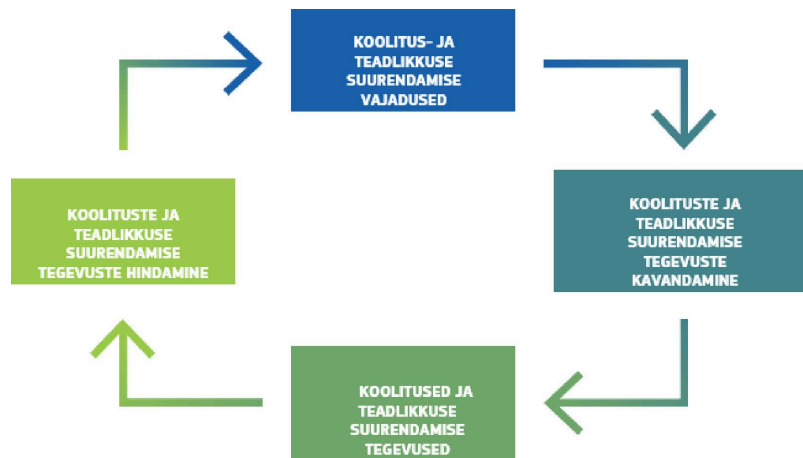 KOOLITUS- JA
TEADLIKKUSE
SUURENDAMISE
VAJADUSED
KOOLITUSTE JA
TEADLIKKUSE
SUURENDAMISE
TEGEVUSTE
KAVANDAMINE
KOOLITUSED JA
TEADLIKKUSE
SUURENDAMISE
TEGEVUSED
KOOLITUSTE JA
TEADLIKKUSE
SUURENDAMISE
TEGEVUSTE HINDAMINE